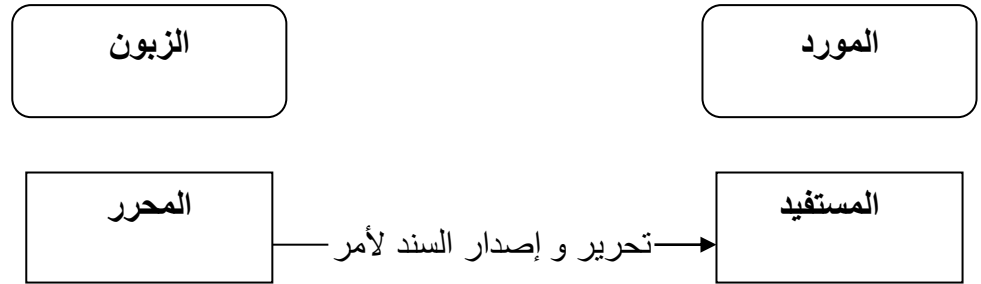 المورد
الزبون
المستفيد
المحرر
تحرير و إصدار السند لأمر